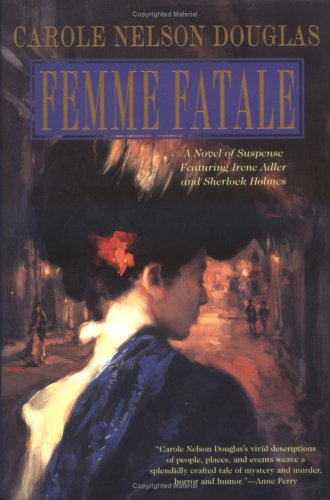 CAROLE NELSON DOUGLAS
FEMME FATALE
A Novel of Suspense
Featuring Irene Adler
and Sherlock Holmes
“Carole Nelson Douglas's vivid descriptions
of people, places, and events weave a
splendidly crafted tale of mystery and murder,
horror and humor.”—Anne Perry